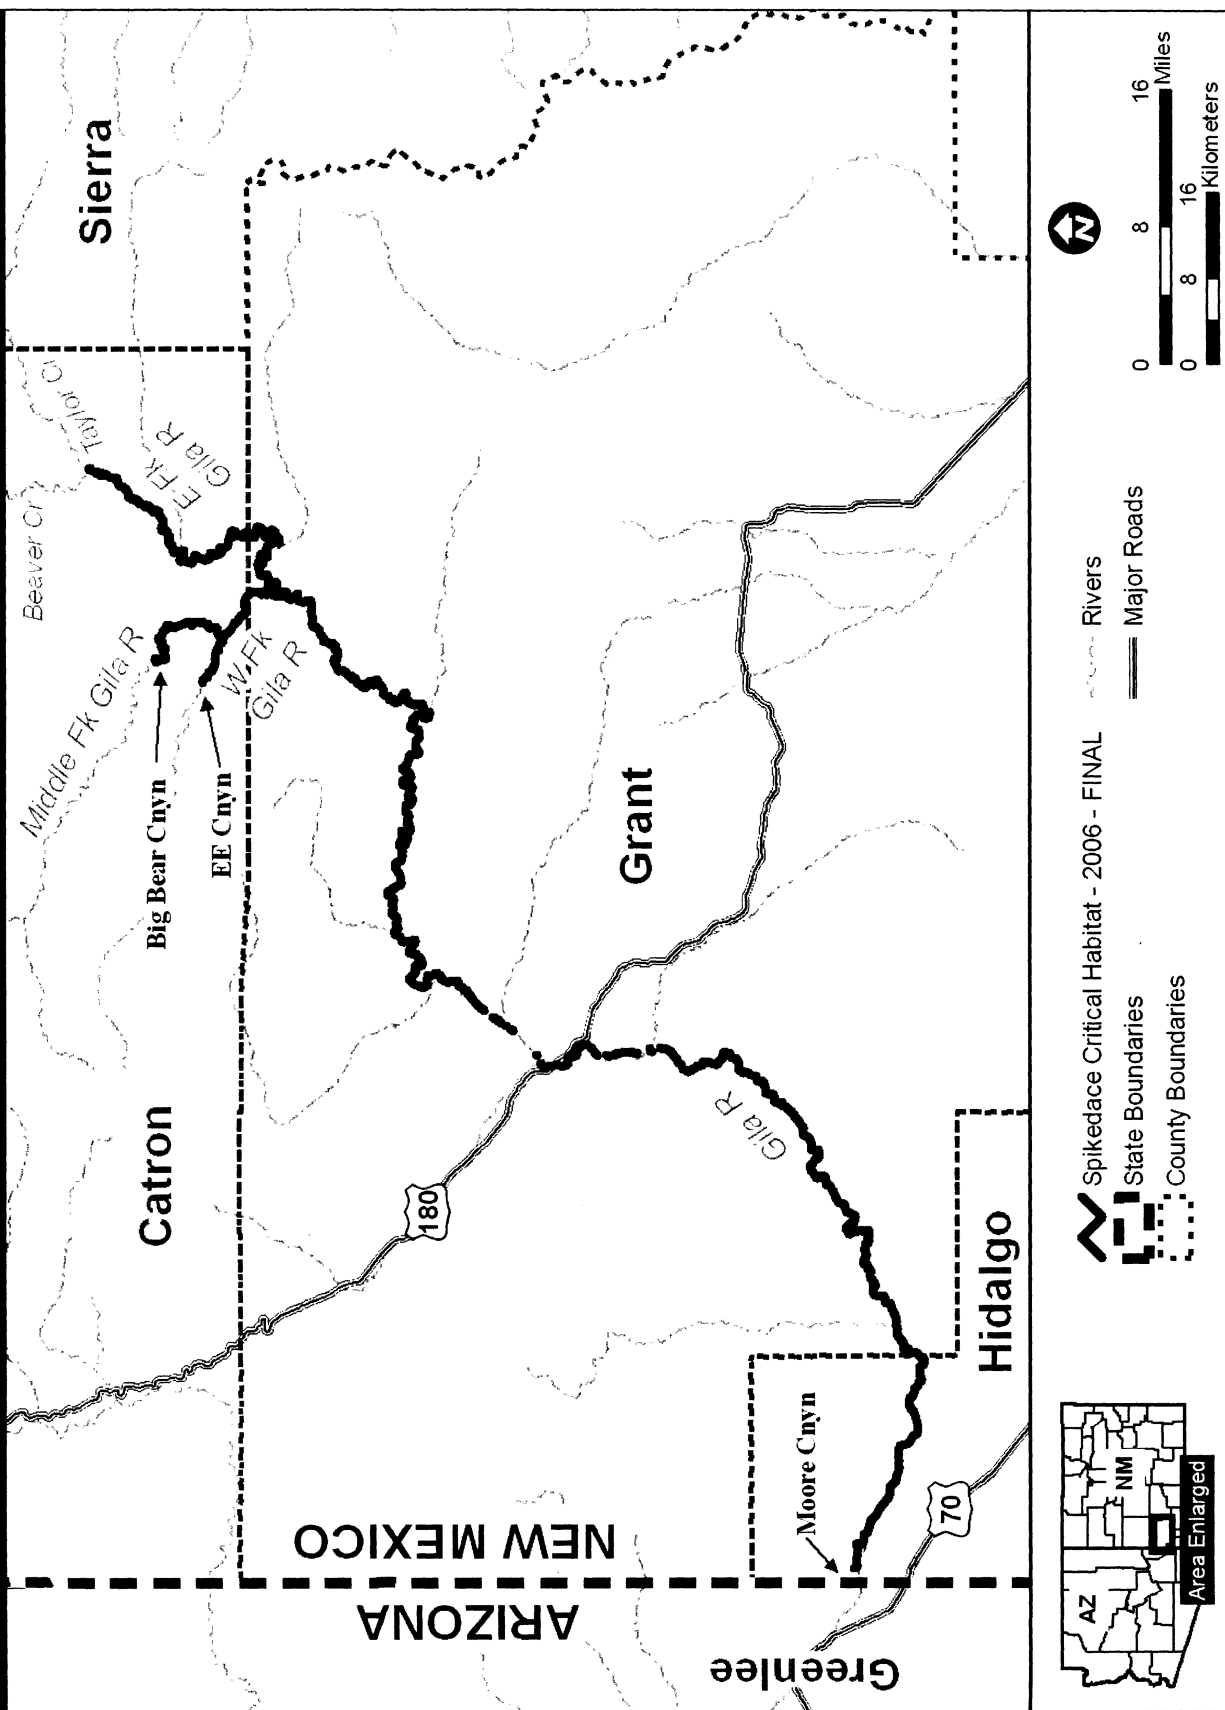 Sierra
Catron
Grant
Hidalgo
NEW MEXICO
ARIZONA
Greenlee
Beaver Cr
Taylor Cr
E Fk
Gila R
Middle Fk Gila R
W Fk
Gila R
Big Bear Cnyn
EE Cnyn
Gila R
Moore Cnyn
180
70
Spikedace Critical Habitat - 2006 - FINAL
State Boundaries
County Boundaries
Rivers
Major Roads
N
0 8 16
Miles
0 8 16
Kilometers
AZ
NM
Area Enlarged